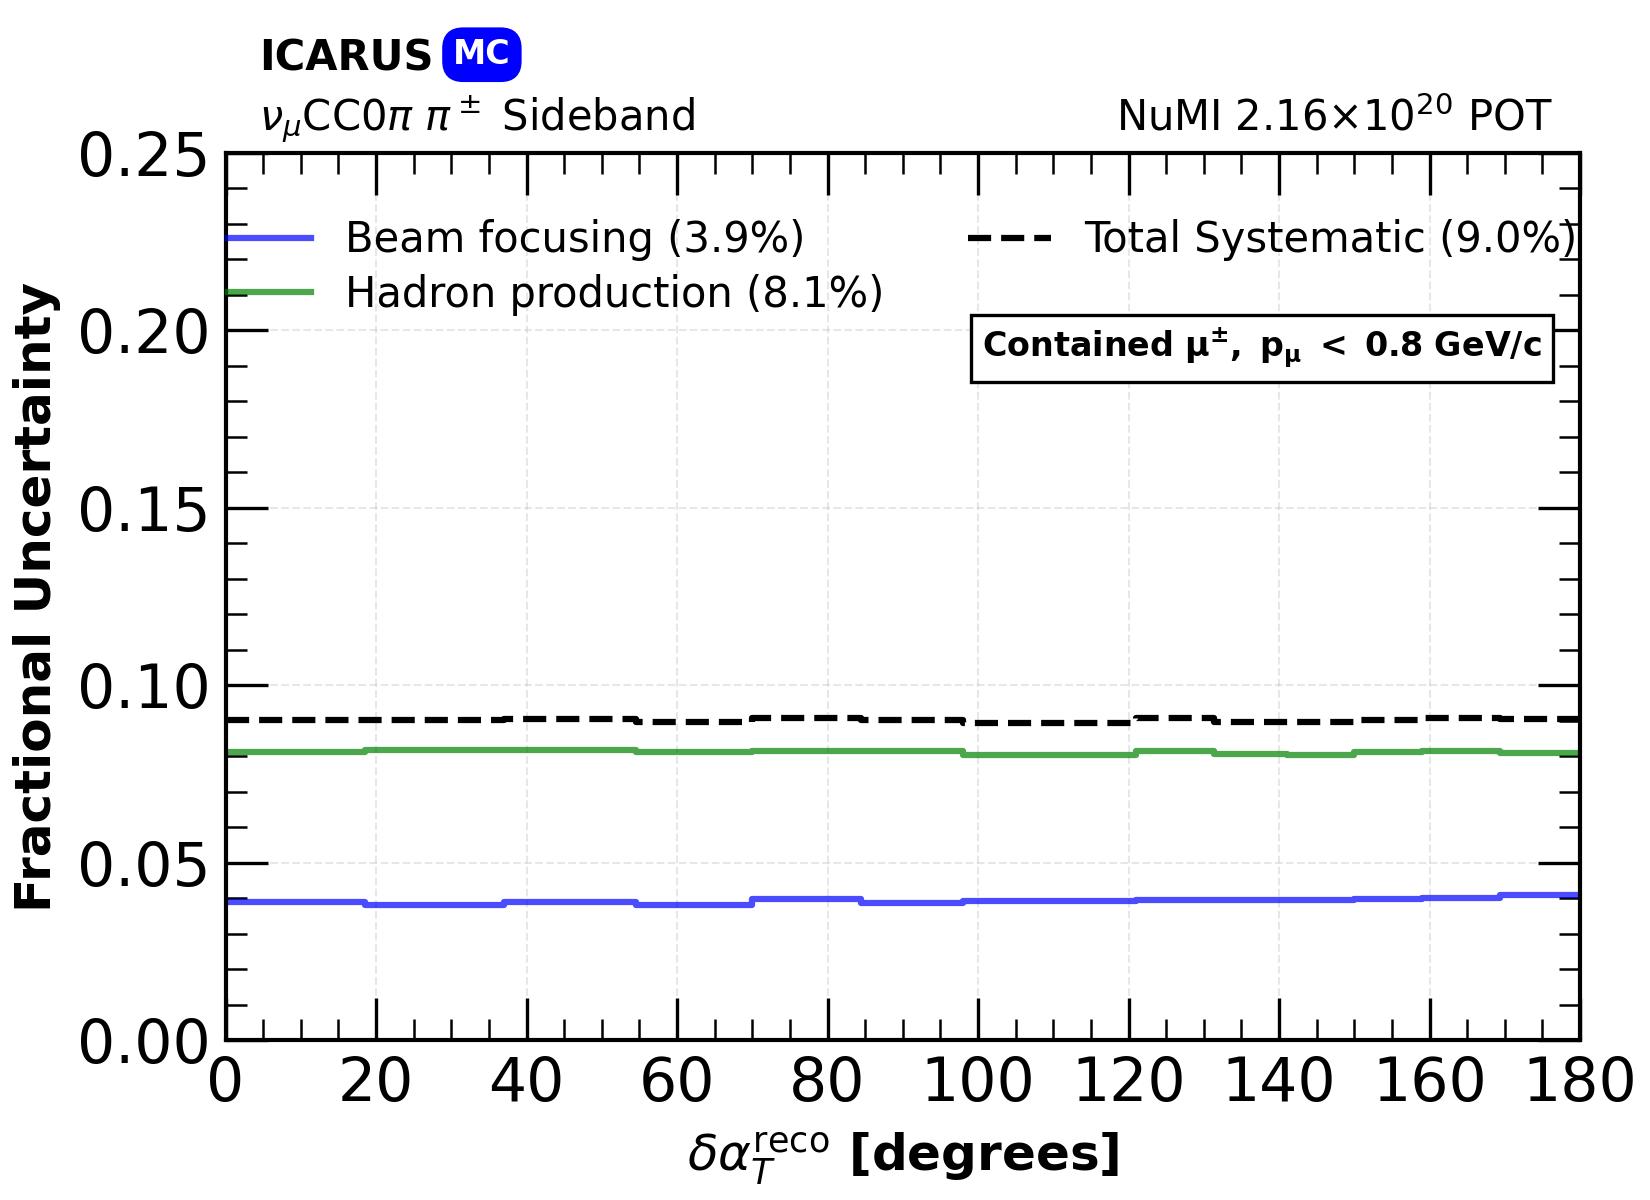 ICARUS MC
νμCC0π π± Sideband
NuMI 2.16×10²⁰ POT
Beam focusing (3.9%)
Hadron production (8.1%)
Total Systematic (9.0%)
Contained μ±, pμ < 0.8 GeV/c
Fractional Uncertainty
0.25
0.20
0.15
0.10
0.05
0.00
0 20 40 60 80 100 120 140 160 180
δα_T^reco [degrees]